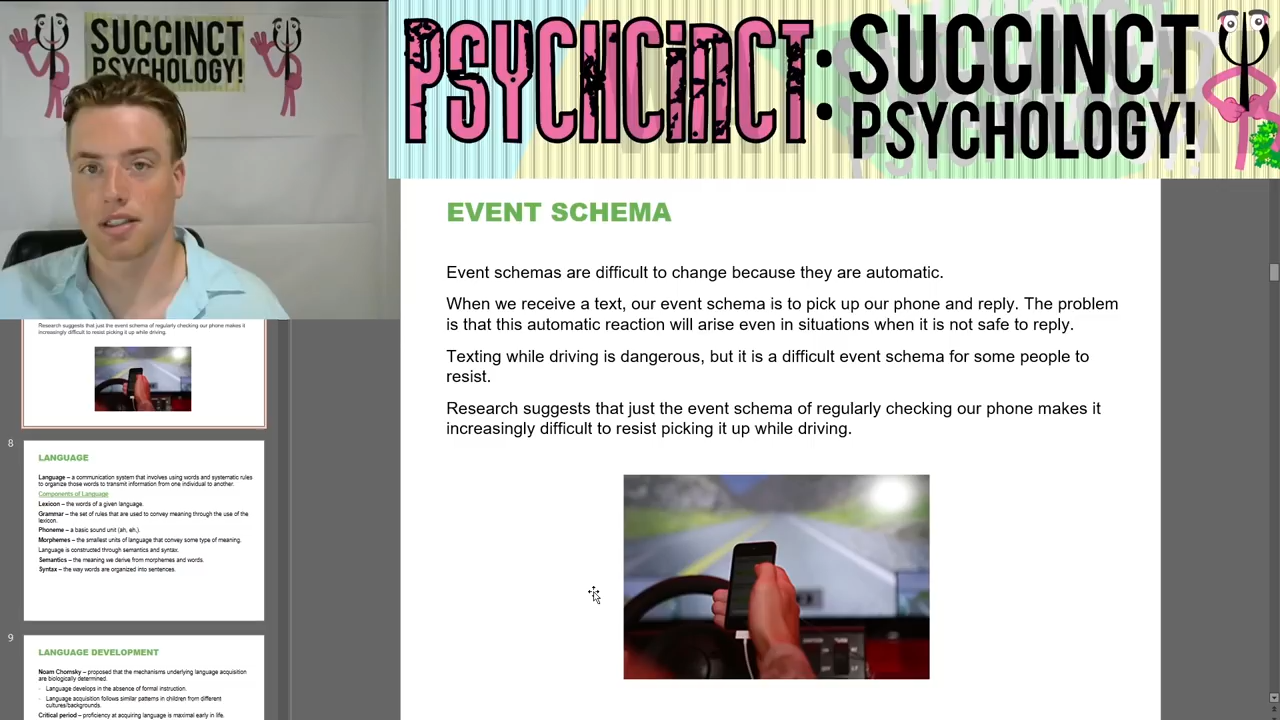 SUCCINCT
PSYCHOLOGY!
PSYCHCINCT: SUCCINCT
PSYCHOLOGY!
EVENT SCHEMA
Event schemas are difficult to change because they are automatic.
When we receive a text, our event schema is to pick up our phone and reply. The problem
is that this automatic reaction will arise even in situations when it is not safe to reply.
Texting while driving is dangerous, but it is a difficult event schema for some people to
resist.
Research suggests that just the event schema of regularly checking our phone makes it
increasingly difficult to resist picking it up while driving.
Research suggests that just the event schema of regularly checking our phone makes it
increasingly difficult to resist picking it up while driving.
8
LANGUAGE
Language – a communication system that involves using words and systematic rules
to organize those words to transmit information from one individual to another.
Components of Language
Lexicon – the words of a given language.
Grammar – the set of rules that are used to convey meaning through the use of the
lexicon.
Phoneme – a basic sound unit (ah, eh,).
Morphemes – the smallest units of language that convey some type of meaning.
Language is constructed through semantics and syntax.
Semantics – the meaning we derive from morphemes and words.
Syntax – the way words are organized into sentences.
9
LANGUAGE DEVELOPMENT
Noam Chomsky – proposed that the mechanisms underlying language acquisition
are biologically determined.
- Language develops in the absence of formal instruction.
- Language acquisition follows similar patterns in children from different
cultures/backgrounds.
Critical period – proficiency at acquiring language is maximal early in life.